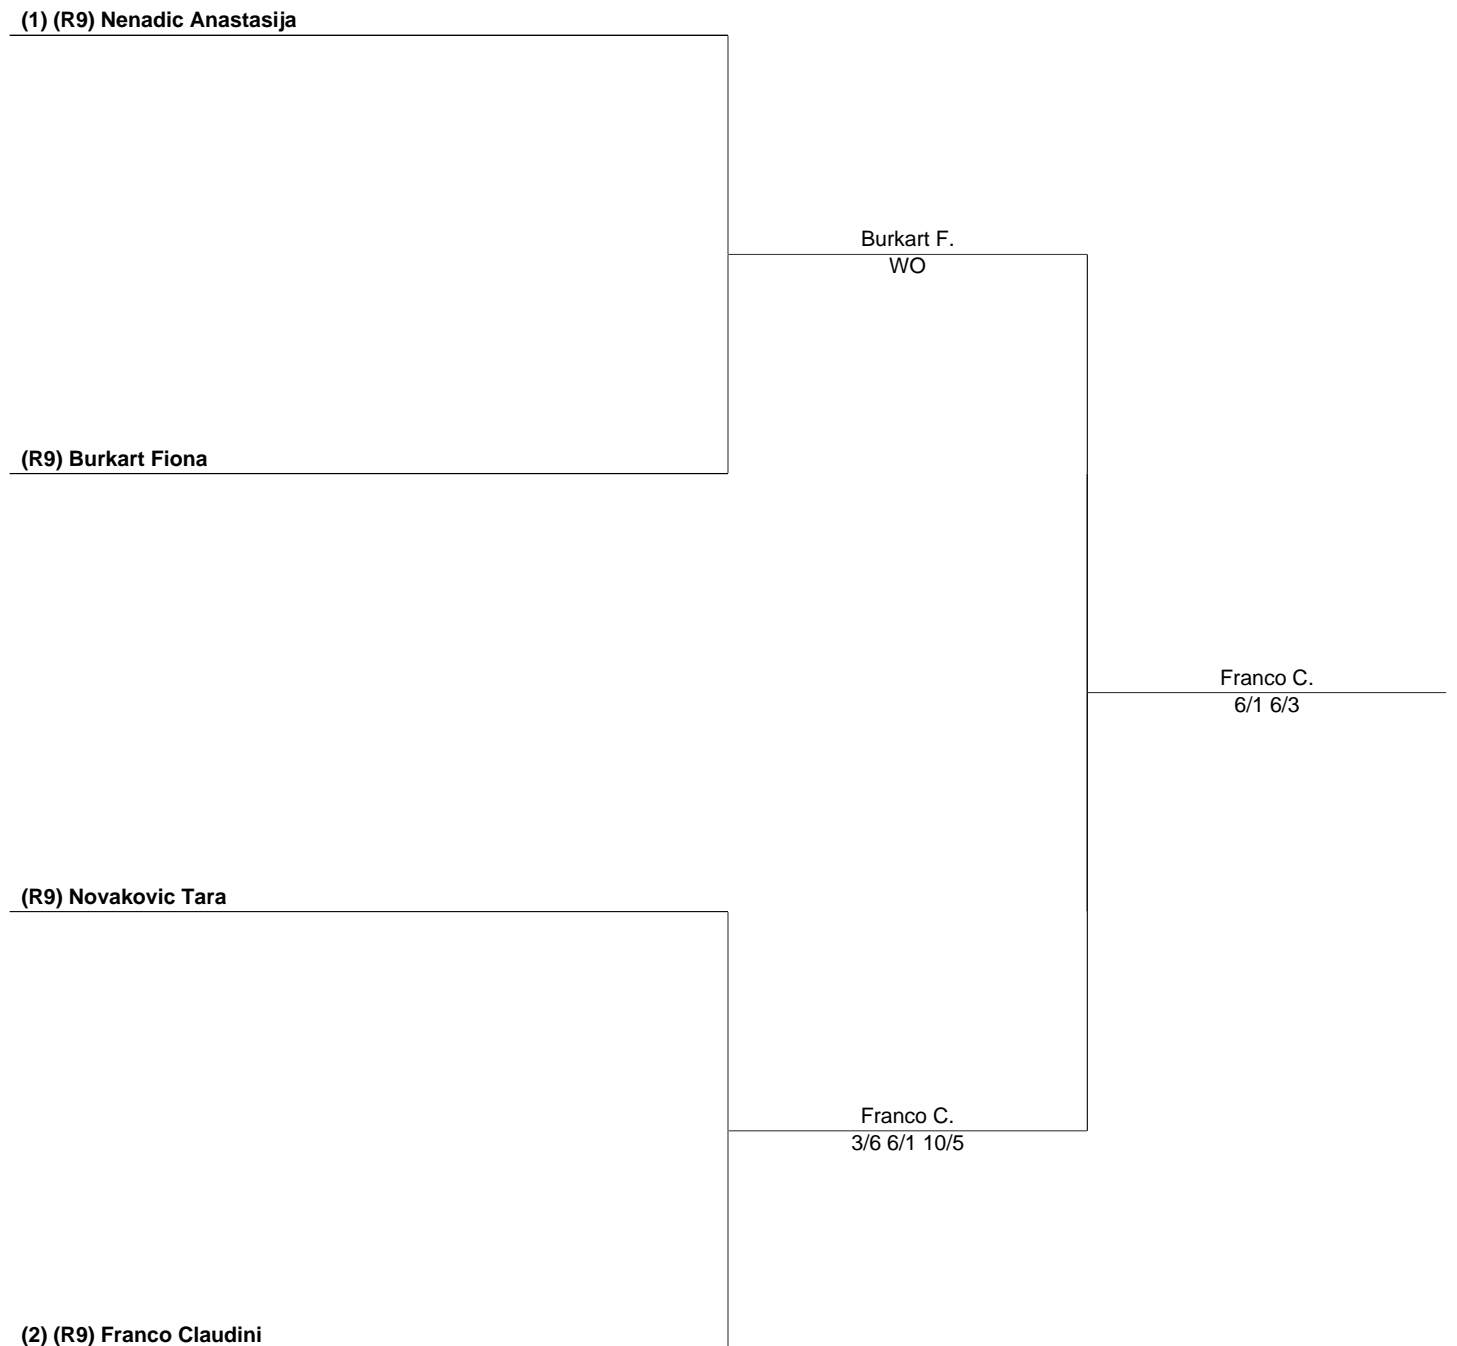 (1) (R9) Nenadic Anastasija
Burkart F.
WO
(R9) Burkart Fiona
Franco C.
6/1 6/3
(R9) Novakovic Tara
Franco C.
3/6 6/1 10/5
(2) (R9) Franco Claudini